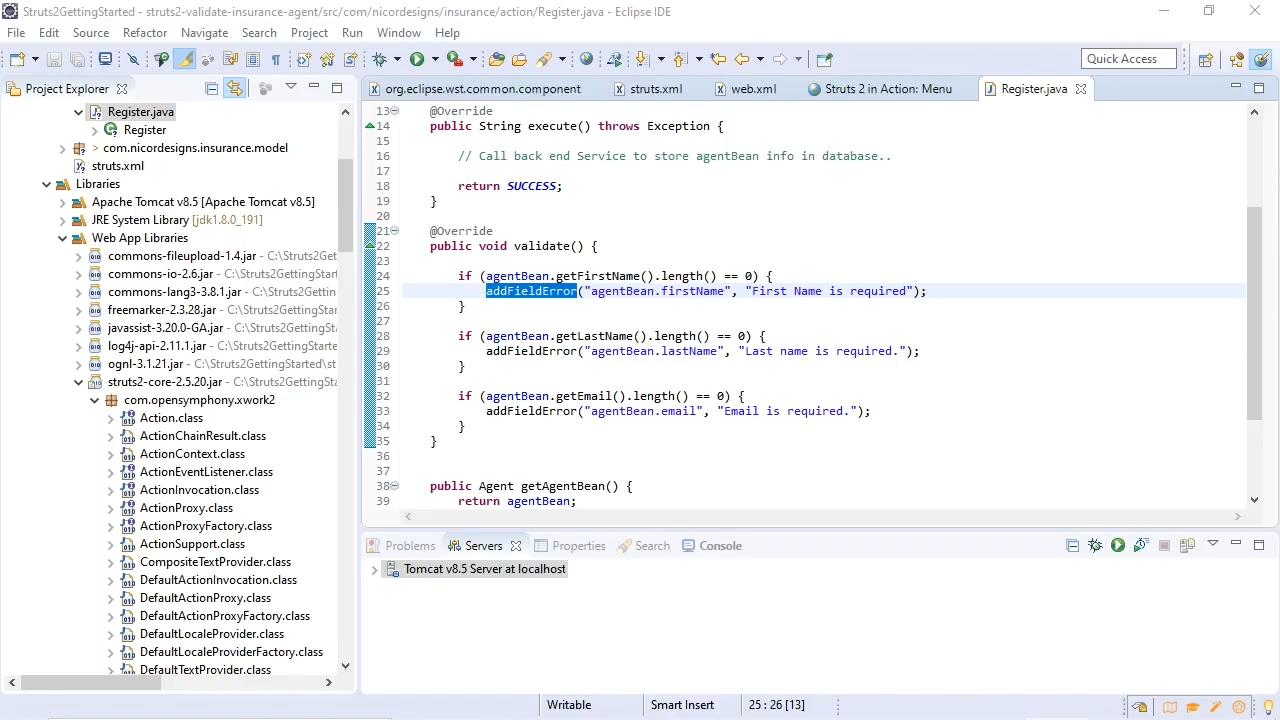 Struts2GettingStarted - struts2-validate-insurance-agent/src/com/nicordesigns/insurance/action/Register.java - Eclipse IDE
File Edit Source Refactor Navigate Search Project Run Window Help
Quick Access
Project Explorer
org.eclipse.wst.common.component struts.xml web.xml Struts 2 in Action: Menu Register.java
Register.java
Register
> com.nicordesigns.insurance.model
struts.xml
Libraries
Apache Tomcat v8.5 [Apache Tomcat v8.5]
JRE System Library [jdk1.8.0_191]
Web App Libraries
commons-fileupload-1.4.jar - C:\Struts2G
commons-io-2.6.jar - C:\Struts2GettingStar
commons-lang3-3.8.1.jar - C:\Struts2Gettin
freemarker-2.3.28.jar - C:\Struts2GettingSt
javassist-3.20.0-GA.jar - C:\Struts2Getting
log4j-api-2.11.1.jar - C:\Struts2GettingSta
ognl-3.1.21.jar - C:\Struts2GettingStarted\st
struts2-core-2.5.20.jar - C:\Struts2GettingSta
com.opensymphony.xwork2
Action.class
ActionChainResult.class
ActionContext.class
ActionEventListener.class
ActionInvocation.class
ActionProxy.class
ActionProxyFactory.class
ActionSupport.class
CompositeTextProvider.class
DefaultActionInvocation.class
DefaultActionProxy.class
DefaultActionProxyFactory.class
DefaultLocaleProvider.class
DefaultLocaleProviderFactory.class
DefaultTextProvider.class
13 @Override
14 public String execute() throws Exception {
15
16 // Call back end Service to store agentBean info in database..
17
18 return SUCCESS;
19 }
20
21 @Override
22 public void validate() {
23
24 if (agentBean.getFirstName().length() == 0) {
25 addFieldError("agentBean.firstName", "First Name is required");
26 }
27
28 if (agentBean.getLastName().length() == 0) {
29 addFieldError("agentBean.lastName", "Last name is required.");
30 }
31
32 if (agentBean.getEmail().length() == 0) {
33 addFieldError("agentBean.email", "Email is required.");
34 }
35 }
36
37
38 public Agent getAgentBean() {
39 return agentBean;
Problems Servers Properties Search Console
Tomcat v8.5 Server at localhost
Writable Smart Insert 25 : 26 [13]